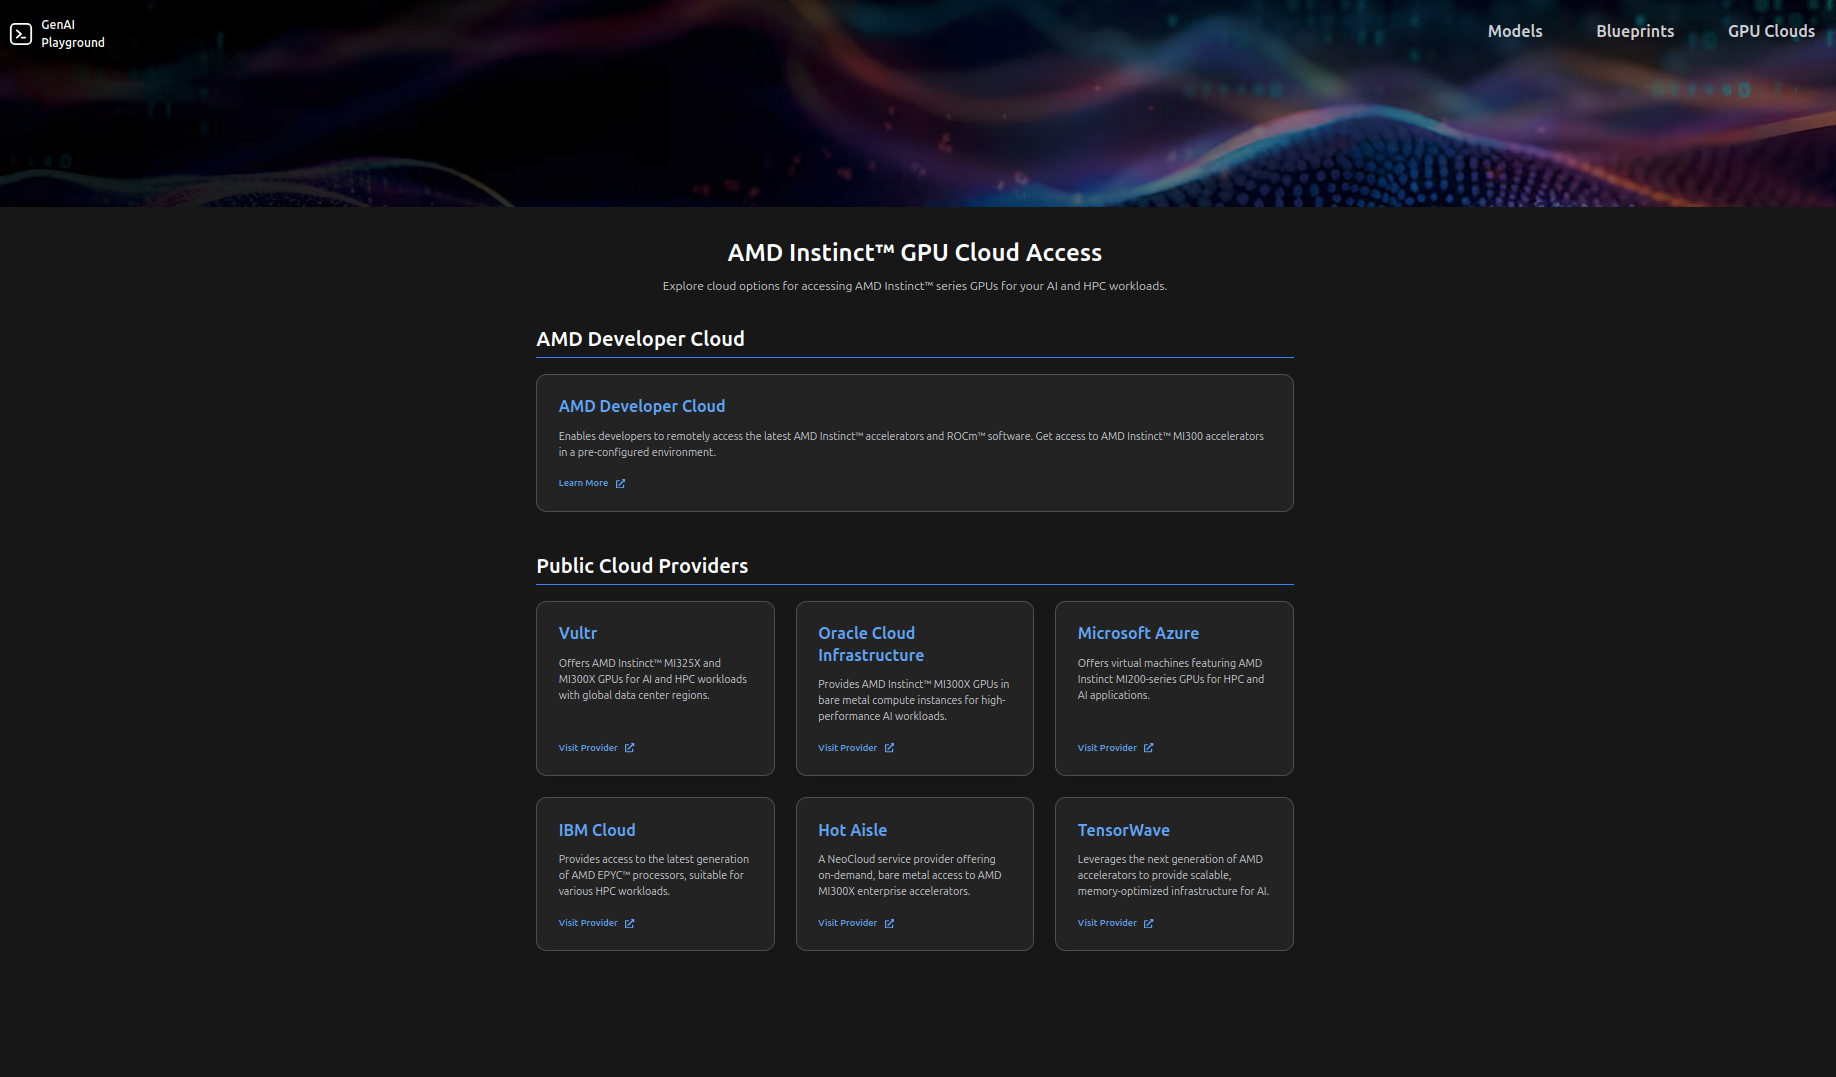 GenAI
Playground
Models
Blueprints
GPU Clouds
AMD Instinct™ GPU Cloud Access
Explore cloud options for accessing AMD Instinct™ series GPUs for your AI and HPC workloads.
AMD Developer Cloud
AMD Developer Cloud
Enables developers to remotely access the latest AMD Instinct™ accelerators and ROCm™ software. Get access to AMD Instinct™ MI300 accelerators
in a pre-configured environment.
Learn More
Public Cloud Providers
Vultr
Offers AMD Instinct™ MI325X and
MI300X GPUs for AI and HPC workloads
with global data center regions.
Visit Provider
Oracle Cloud
Infrastructure
Provides AMD Instinct™ MI300X GPUs in
bare metal compute instances for high-
performance AI workloads.
Visit Provider
Microsoft Azure
Offers virtual machines featuring AMD
Instinct MI200-series GPUs for HPC and
AI applications.
Visit Provider
IBM Cloud
Provides access to the latest generation
of AMD EPYC™ processors, suitable for
various HPC workloads.
Visit Provider
Hot Aisle
A NeoCloud service provider offering
on-demand, bare metal access to AMD
MI300X enterprise accelerators.
Visit Provider
TensorWave
Leverages the next generation of AMD
accelerators to provide scalable,
memory-optimized infrastructure for AI.
Visit Provider